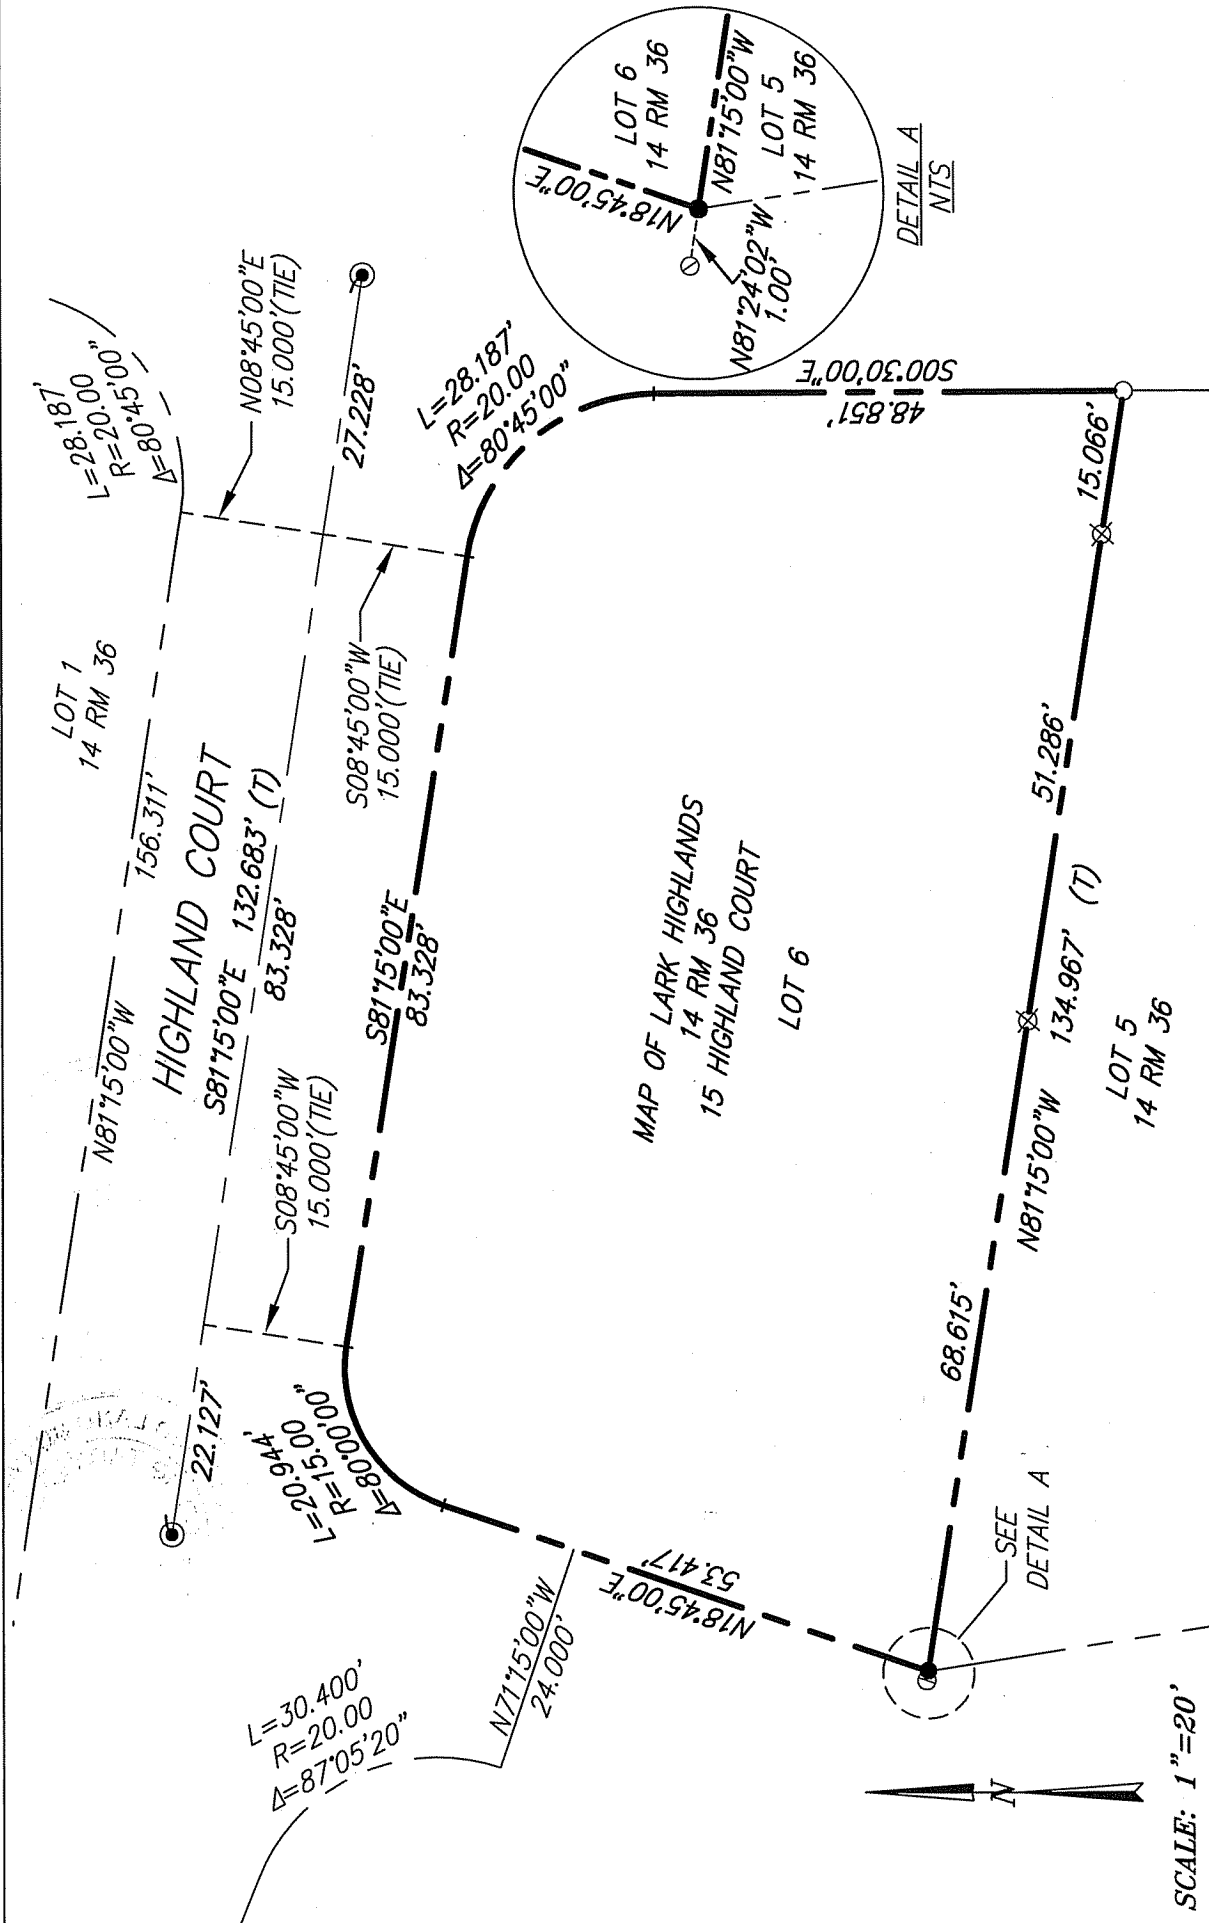 LOT 1
14 RM 36
N81°15'00"W
156.311'
HIGHLAND COURT
S81°15'00"E 132.683' (T)
83.328'
22.127'
27.228'
L=28.187'
R=20.00
Δ=80°45'00"
N08°45'00"E
15.000'(TIE)
S08°45'00"W
15.000'(TIE)
S08°45'00"W
15.000'(TIE)
L=20.944'
R=15.00
Δ=80°00'00"
S81°15'00"E
83.328'
L=28.187'
R=20.00
Δ=80°45'00"
S00°30'00"E
48.851'
L=30.400'
R=20.00
Δ=87°05'20"
N71°15'00"W
24.000'
N18°45'00"E
53.417'
MAP OF LARK HIGHLANDS
14 RM 36
15 HIGHLAND COURT
LOT 6
68.615'
51.286'
15.066'
N81°15'00"W 134.967' (T)
LOT 5
14 RM 36
SEE
DETAIL A
LOT 6
14 RM 36
N18°45'00"E
N81°15'00"W
LOT 5
14 RM 36
N81°24'02"W
1.00'
DETAIL A
NTS
N
SCALE: 1"=20'